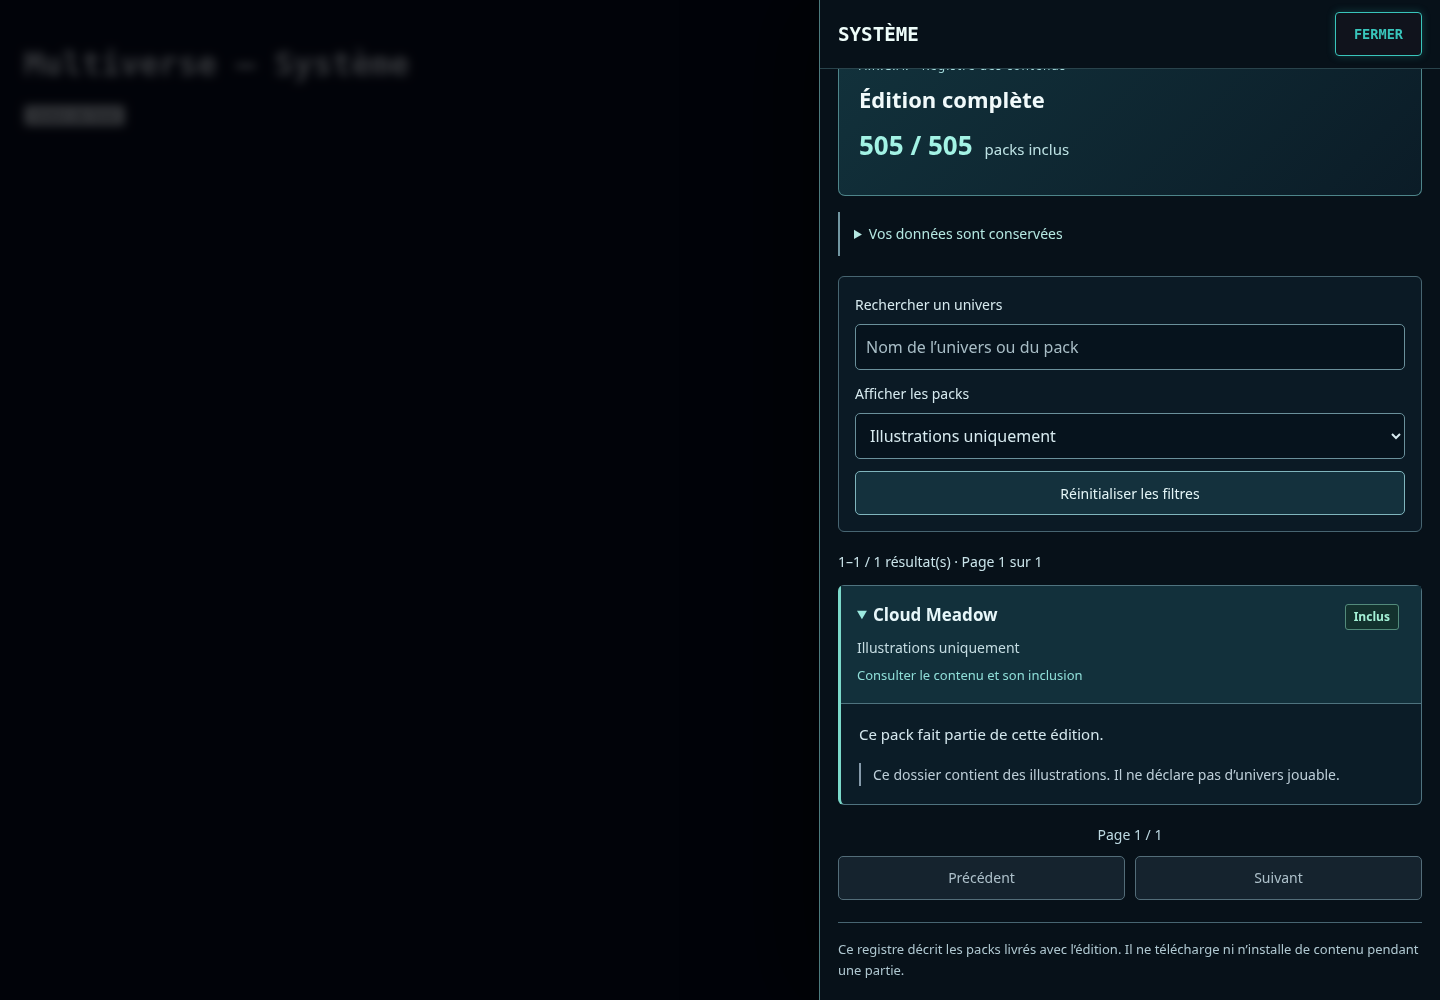 Multiverse — Système
SYSTÈME
FERMER
Édition complète
505 / 505 packs inclus
Vos données sont conservées
Rechercher un univers
Nom de l’univers ou du pack
Afficher les packs
Illustrations uniquement
Réinitialiser les filtres
1–1 / 1 résultat(s) · Page 1 sur 1
Cloud Meadow
Inclus
Illustrations uniquement
Consulter le contenu et son inclusion
Ce pack fait partie de cette édition.
Ce dossier contient des illustrations. Il ne déclare pas d’univers jouable.
Page 1 / 1
Précédent
Suivant
Ce registre décrit les packs livrés avec l’édition. Il ne télécharge ni n’installe de contenu pendant
une partie.